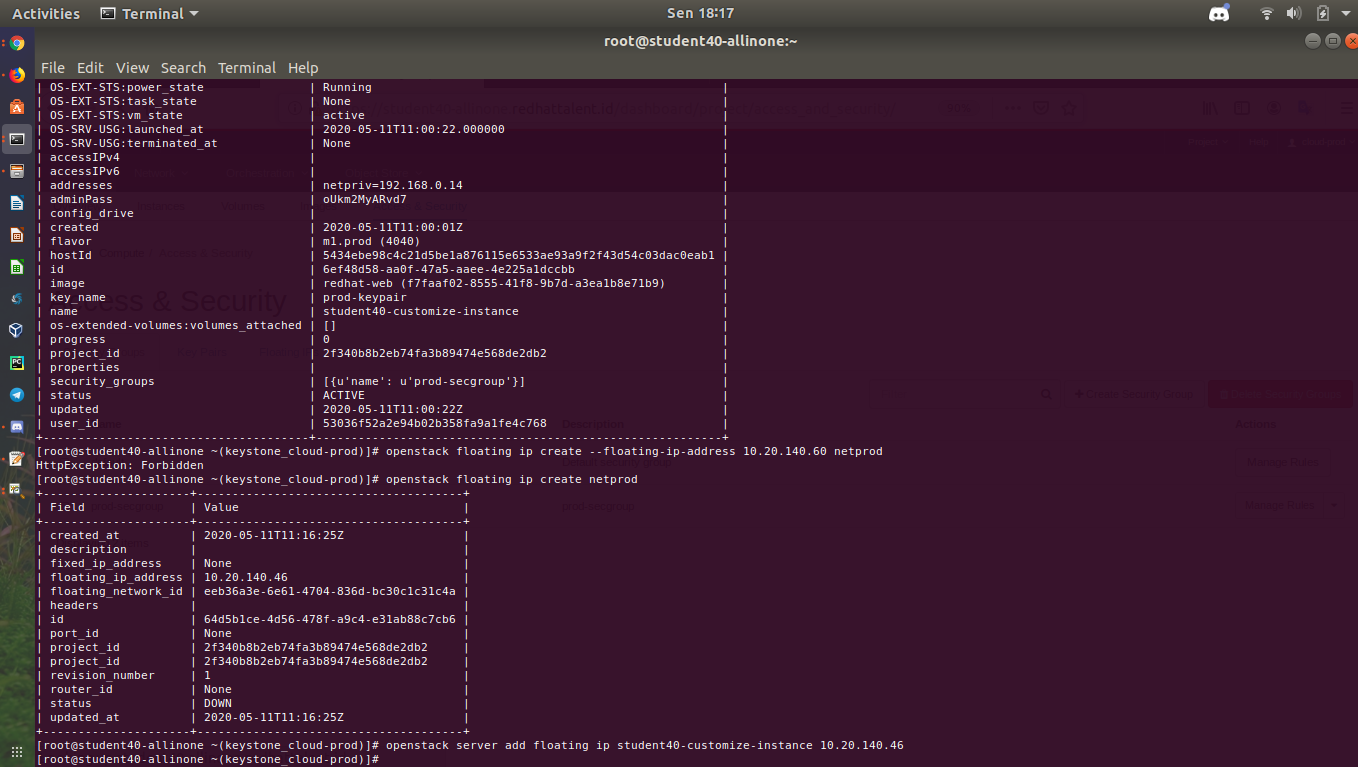 Activities Terminal Sen 18:17
root@student40-allinone:~
File Edit View Search Terminal Help
| OS-EXT-STS:power_state | Running |
| OS-EXT-STS:task_state | None |
| OS-EXT-STS:vm_state | active |
| OS-SRV-USG:launched_at | 2020-05-11T11:00:22.000000 |
| OS-SRV-USG:terminated_at | None |
| accessIPv4 | |
| accessIPv6 | |
| addresses | netpriv=192.168.0.14 |
| adminPass | oUkm2MyARvd7 |
| config_drive | |
| created | 2020-05-11T11:00:01Z |
| flavor | m1.prod (4040) |
| hostId | 5434ebe98c4c21d5be1a876115e6533ae93a9f2f43d54c03dac0eab1 |
| id | 6ef48d58-aa0f-47a5-aaee-4e225a1dccbb |
| image | redhat-web (f7faaf02-8555-41f8-9b7d-a3ea1b8e71b9) |
| key_name | prod-keypair |
| name | student40-customize-instance |
| os-extended-volumes:volumes_attached | [] |
| progress | 0 |
| project_id | 2f340b8b2eb74fa3b89474e568de2db2 |
| properties | |
| security_groups | [{u'name': u'prod-secgroup'}] |
| status | ACTIVE |
| updated | 2020-05-11T11:00:22Z |
| user_id | 53036f52a2e94b02b358fa9a1fe4c768 |
+--------------------------------------+----------------------------------------------------------+
[root@student40-allinone ~(keystone_cloud-prod)]# openstack floating ip create --floating-ip-address 10.20.140.60 netprod
HttpException: Forbidden
[root@student40-allinone ~(keystone_cloud-prod)]# openstack floating ip create netprod
+---------------------+--------------------------------------+
| Field | Value |
+---------------------+--------------------------------------+
| created_at | 2020-05-11T11:16:25Z |
| description | |
| fixed_ip_address | None |
| floating_ip_address | 10.20.140.46 |
| floating_network_id | eeb36a3e-6e61-4704-836d-bc30c1c31c4a |
| headers | |
| id | 64d5b1ce-4d56-478f-a9c4-e31ab88c7cb6 |
| port_id | None |
| project_id | 2f340b8b2eb74fa3b89474e568de2db2 |
| project_id | 2f340b8b2eb74fa3b89474e568de2db2 |
| revision_number | 1 |
| router_id | None |
| status | DOWN |
| updated_at | 2020-05-11T11:16:25Z |
+---------------------+--------------------------------------+
[root@student40-allinone ~(keystone_cloud-prod)]# openstack server add floating ip student40-customize-instance 10.20.140.46
[root@student40-allinone ~(keystone_cloud-prod)]#